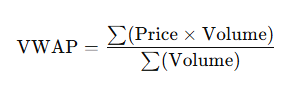 VWAP = ∑(Price × Volume) / ∑(Volume)